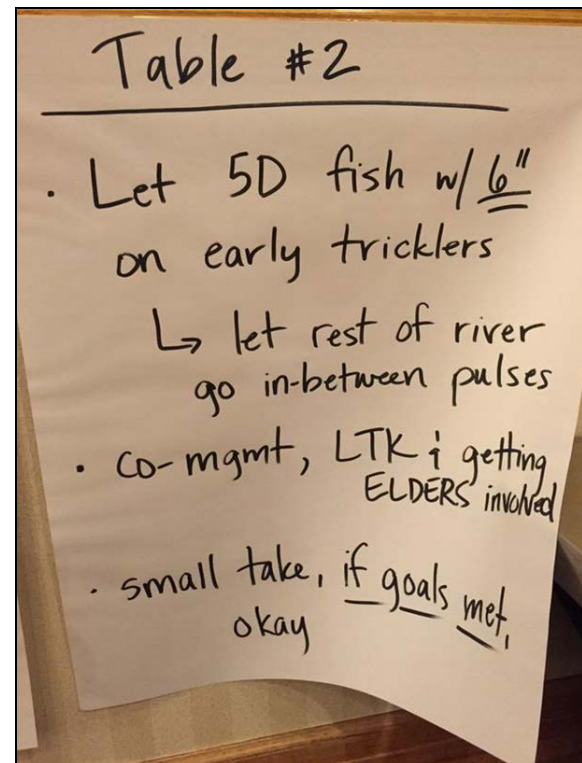 Table #2
· Let 5D fish w/ 6"
on early tricklers
↳ let rest of river
go in-between pulses
· co-mgmt, LTK & getting
ELDERS involved
· small take, if goals met,
okay